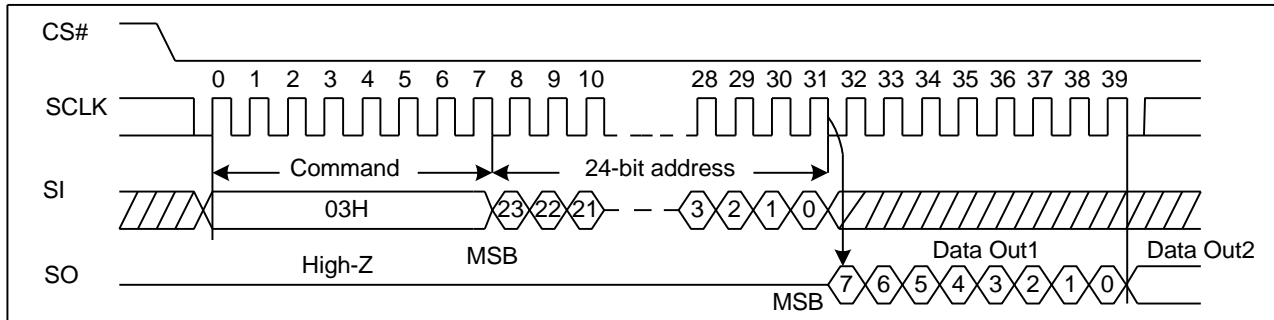 CS#
0 1 2 3 4 5 6 7 8 9 10 28 29 30 31 32 33 34 35 36 37 38 39
SCLK
Command 24-bit address
SI 03H 23 22 21 3 2 1 0
High-Z MSB Data Out1 Data Out2
SO 7 6 5 4 3 2 1 0
MSB